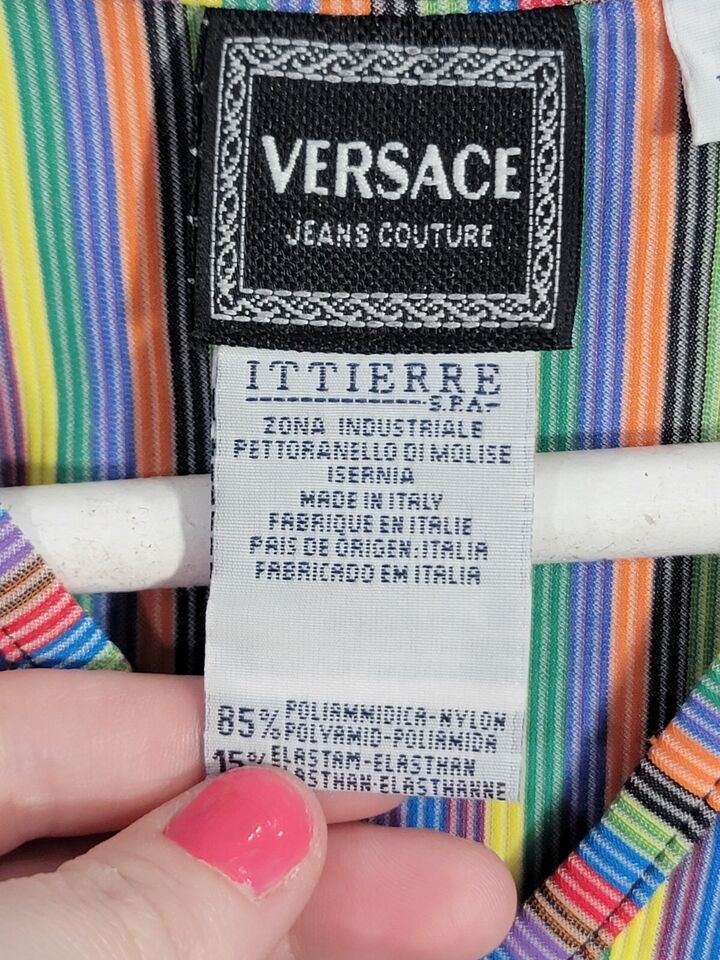 VERSACE
JEANS COUTURE
ITTIERRE
S.P.A.
ZONA INDUSTRIALE
PETTORANELLO DI MOLISE
ISERNIA
MADE IN ITALY
FABRIQUE EN ITALIE
PAIS DE ORIGEN: ITALIA
FABRICADO EM ITALIA
85% POLIAMMIDICA-NYLON
POLYAMID-POLIAMIDA
15% ELASTAM-ELASTHAN
ASTHAN-ELASTHANNE